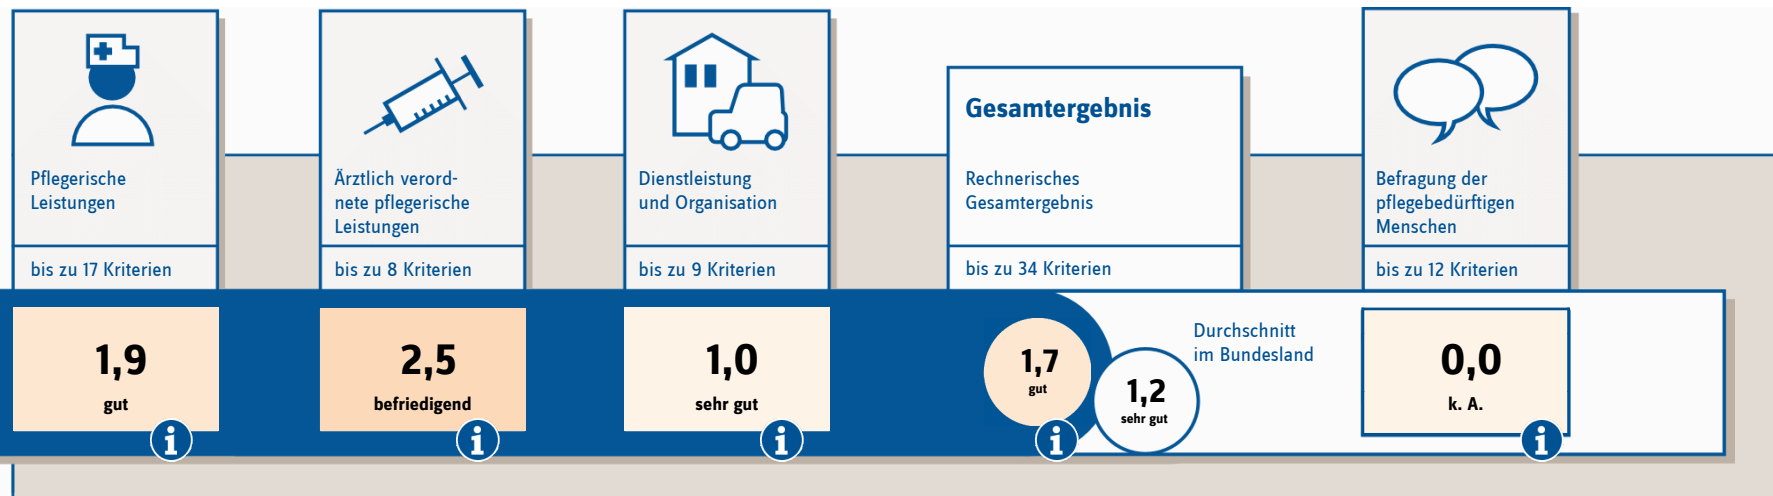 Pflegerische
Leistungen
bis zu 17 Kriterien
1,9
gut
i
Ärztlich verord-
nete pflegerische
Leistungen
bis zu 8 Kriterien
2,5
befriedigend
i
Dienstleistung
und Organisation
bis zu 9 Kriterien
1,0
sehr gut
i
Gesamtergebnis
Rechnerisches
Gesamtergebnis
bis zu 34 Kriterien
1,7
gut
i
1,2
sehr gut
Durchschnitt
im Bundesland
Befragung der
pflegebedürftigen
Menschen
bis zu 12 Kriterien
0,0
k. A.
i